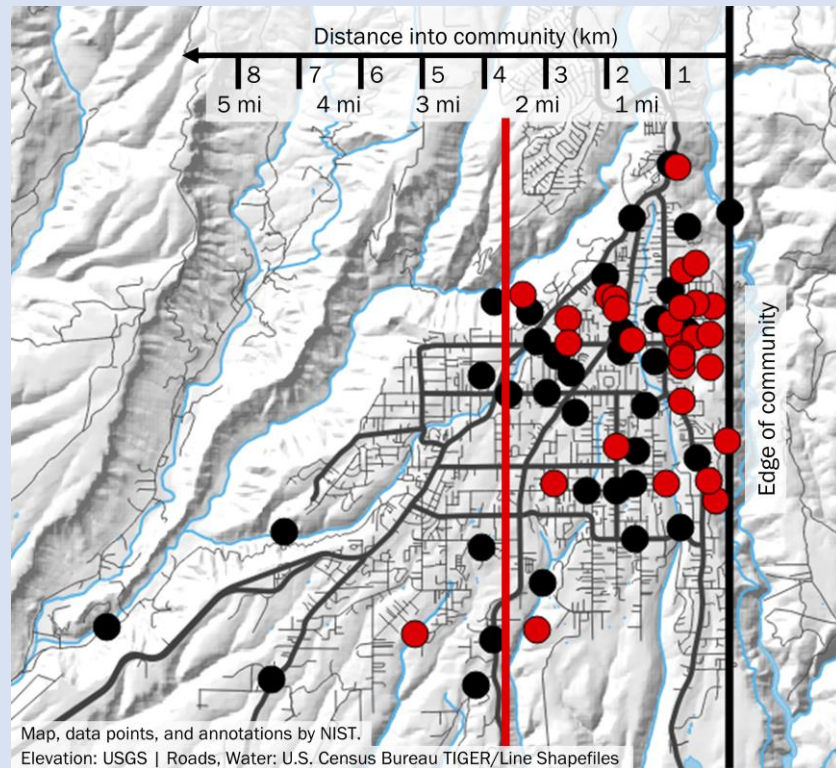 Distance into community (km)
8 7 6 5 4 3 2 1
5 mi 4 mi 3 mi 2 mi 1 mi
Edge of community
Map, data points, and annotations by NIST.
Elevation: USGS | Roads, Water: U.S. Census Bureau TIGER/Line Shapefiles